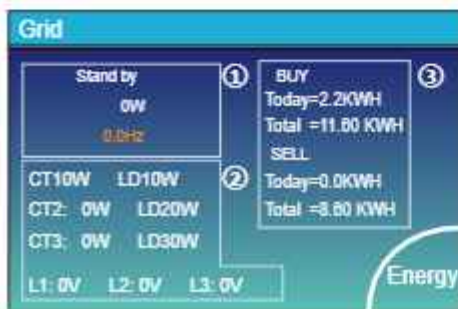 Grid
Stand by
0W
0.0Hz
①
CT10W LD10W
CT2: 0W LD20W
CT3: 0W LD30W
②
L1: 0V L2: 0V L3: 0V
BUY
Today=2.2KWH
Total =11.60 KWH
SELL
Today=0.0KWH
Total =8.60 KWH
③
Energy